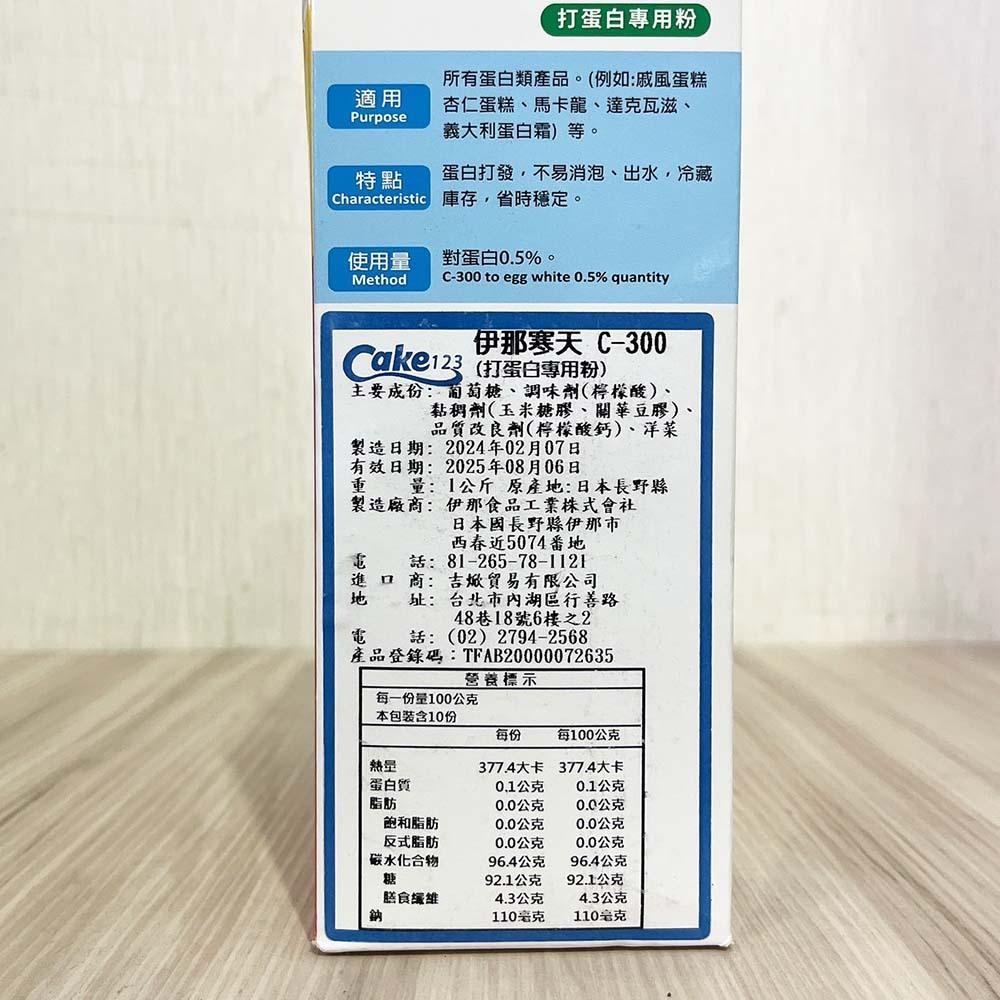 打蛋白專用粉
適用
Purpose
所有蛋白類產品。(例如:戚風蛋糕
杏仁蛋糕、馬卡龍、達克瓦滋、
義大利蛋白霜) 等。
特點
Characteristic
蛋白打發，不易消泡、出水，冷藏
庫存，省時穩定。
使用量
Method
對蛋白0.5%。
C-300 to egg white 0.5% quantity
Cake123
伊那寒天 C-300
(打蛋白專用粉)
主要成份: 葡萄糖、調味劑(檸檬酸)、
黏稠劑(玉米糖膠、關華豆膠)、
品質改良劑(檸檬酸鈣)、洋菜
製造日期: 2024年02月07日
有效日期: 2025年08月06日
重 量: 1公斤 原產地:日本長野縣
製造廠商: 伊那食品工業株式會社
日本國長野縣伊那市
西春近5074番地
電 話: 81-265-78-1121
進 口 商: 吉焿貿易有限公司
地 址: 台北市內湖區行善路
48巷18號6樓之2
電 話: (02) 2794-2568
產品登錄碼：TFAB20000072635
營養標示
每一份量100公克
本包裝含10份
每份 每100公克
熱量 377.4大卡 377.4大卡
蛋白質 0.1公克 0.1公克
脂肪 0.0公克 0.0公克
飽和脂肪 0.0公克 0.0公克
反式脂肪 0.0公克 0.0公克
碳水化合物 96.4公克 96.4公克
糖 92.1公克 92.1公克
膳食纖維 4.3公克 4.3公克
鈉 110毫克 110毫克